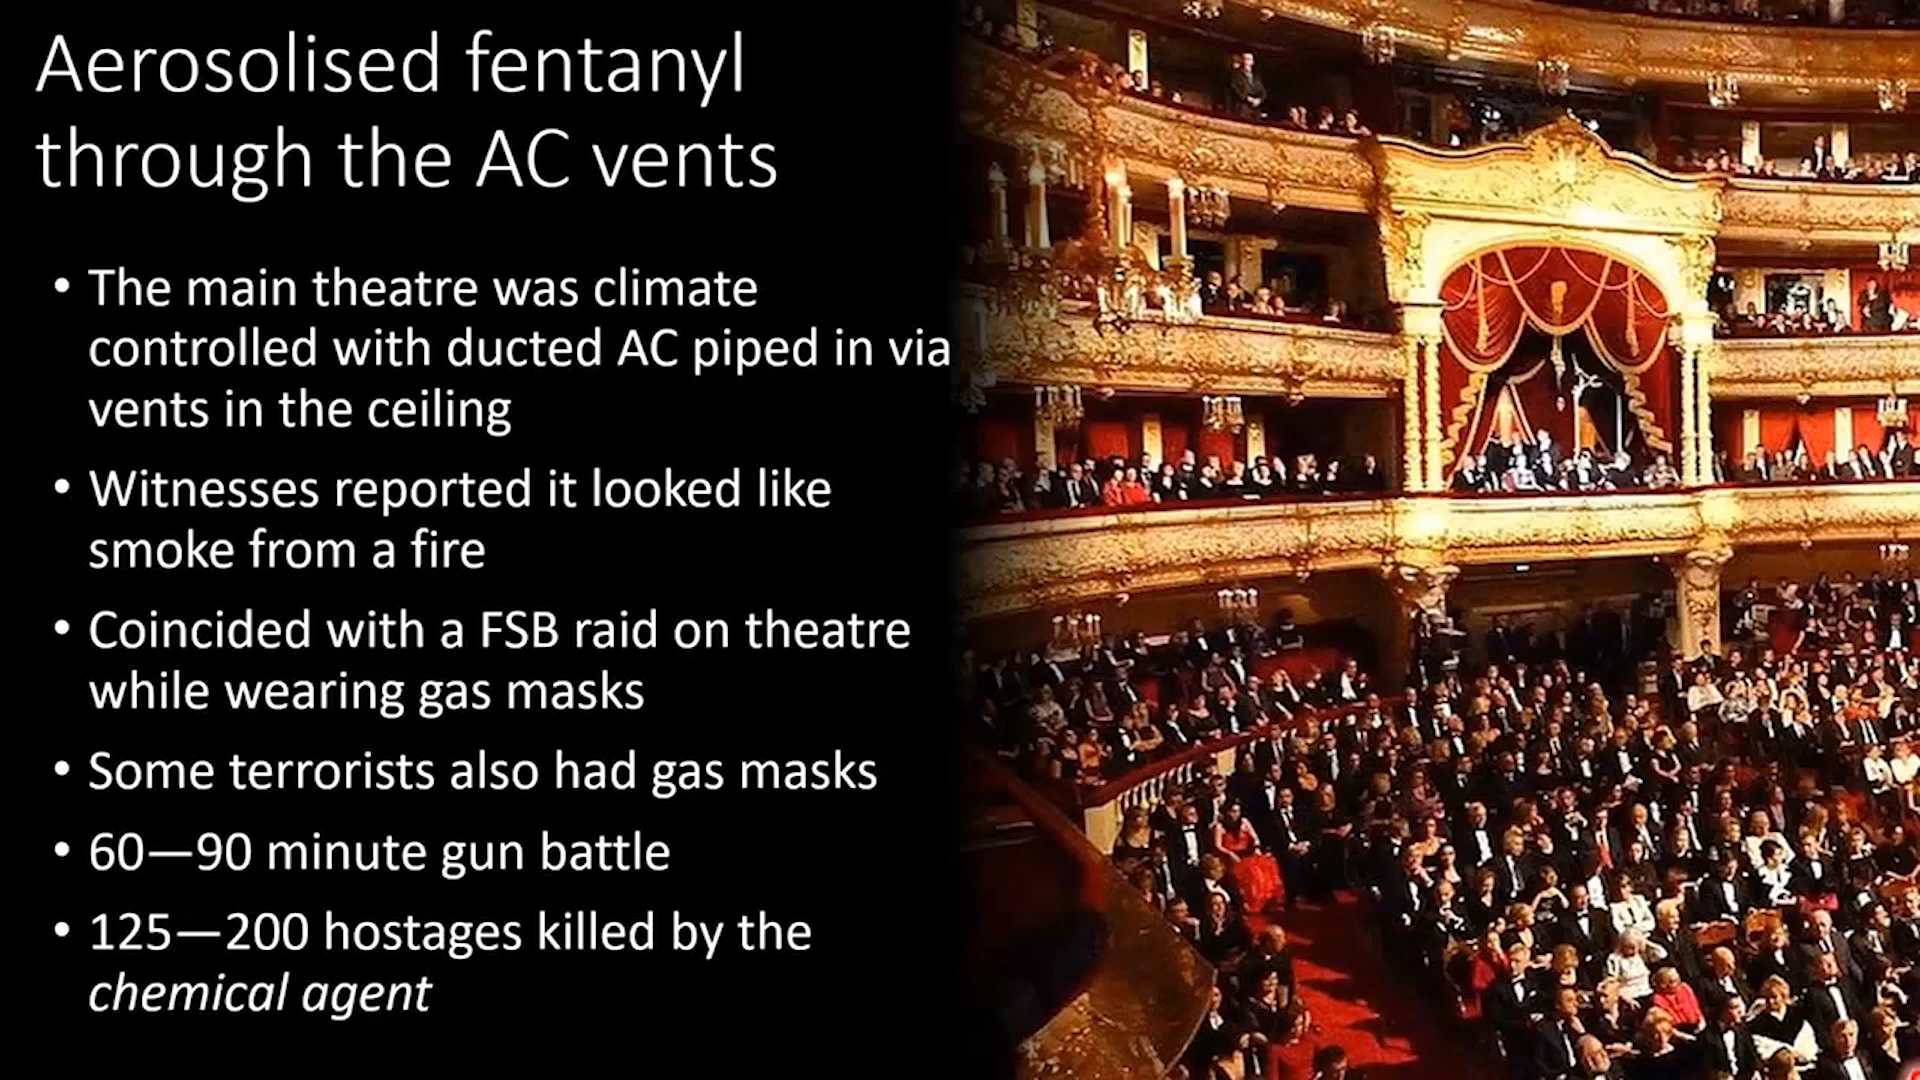 Aerosolised fentanyl
through the AC vents
• The main theatre was climate
controlled with ducted AC piped in via
vents in the ceiling
• Witnesses reported it looked like
smoke from a fire
• Coincided with a FSB raid on theatre
while wearing gas masks
• Some terrorists also had gas masks
• 60—90 minute gun battle
• 125—200 hostages killed by the
chemical agent